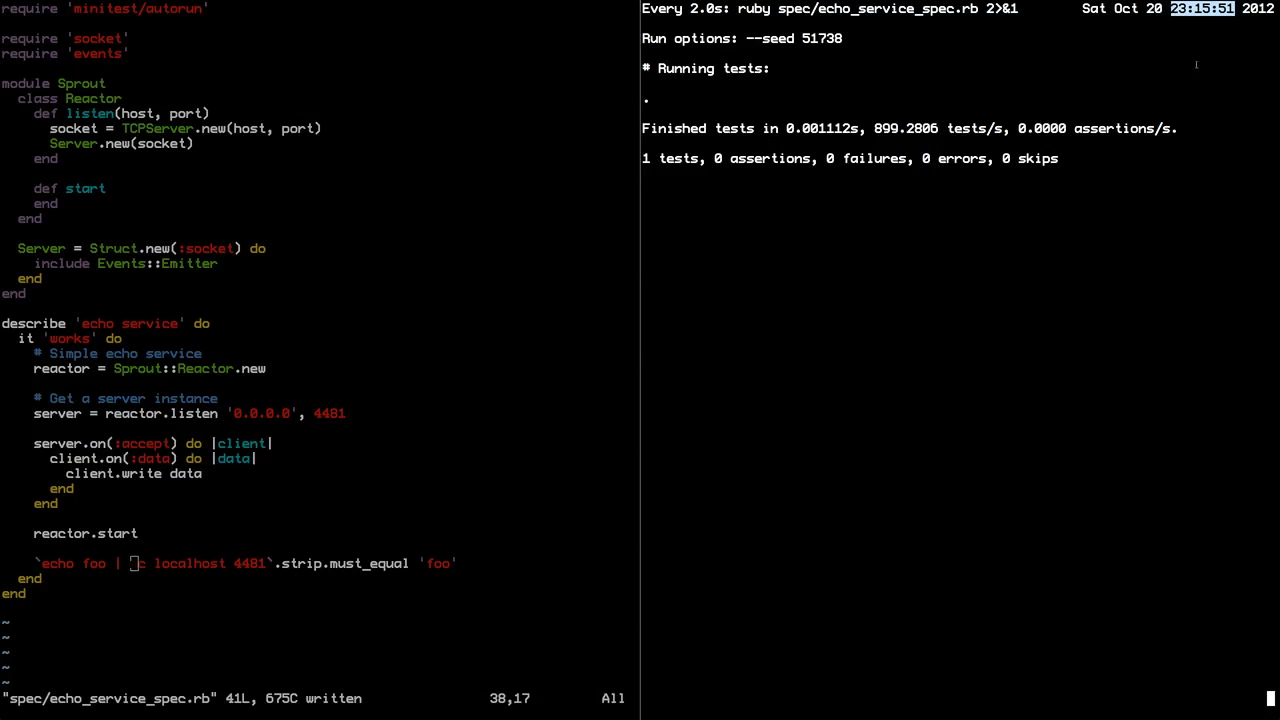 require 'minitest/autorun'
require 'socket'
require 'events'
module Sprout
class Reactor
def listen(host, port)
socket = TCPServer.new(host, port)
Server.new(socket)
end
def start
end
end
Server = Struct.new(:socket) do
include Events::Emitter
end
end
describe 'echo service' do
it 'works' do
# Simple echo service
reactor = Sprout::Reactor.new
# Get a server instance
server = reactor.listen '0.0.0.0', 4481
server.on(:accept) do |client|
client.on(:data) do |data|
client.write data
end
end
reactor.start
`echo foo | c localhost 4481`.strip.must_equal 'foo'
end
end
~
~
~
~
~
"spec/echo_service_spec.rb" 41L, 675C written 38,17 All
Every 2.0s: ruby spec/echo_service_spec.rb 2>&1 Sat Oct 20 23:15:51 2012
Run options: --seed 51738
# Running tests:
.
Finished tests in 0.001112s, 899.2806 tests/s, 0.0000 assertions/s.
1 tests, 0 assertions, 0 failures, 0 errors, 0 skips